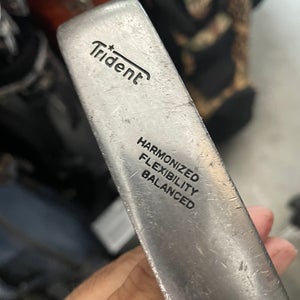 Trident
HARMONIZED
FLEXIBILITY
BALANCED